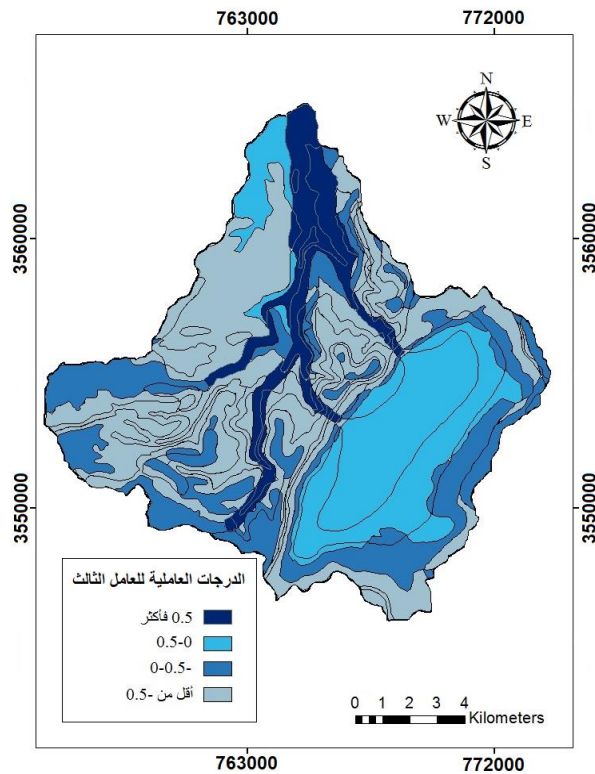 763000 772000
N
W E
S
3560000 3560000
3550000 3550000
الدرجات العاملية للعامل الثالث
0.5 فأكثر
0.5-0
0-0.5-
أقل من -0.5
0 1 2 3 4
Kilometers
763000 772000